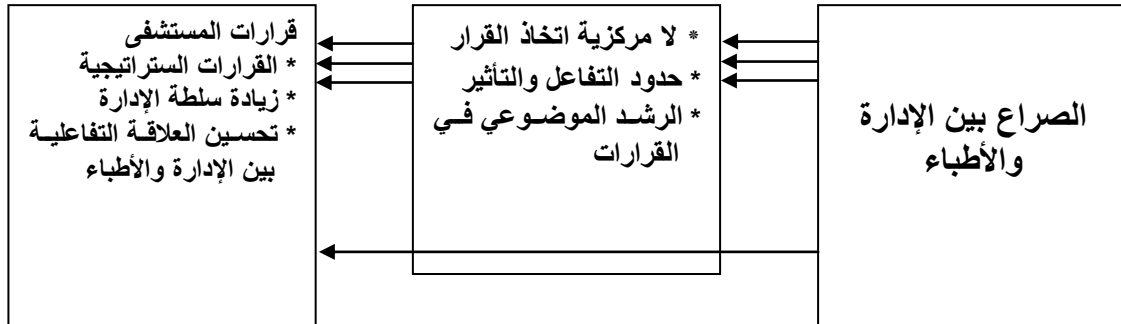 الصراع بين الإدارة
والأطباء
* لا مركزية اتخاذ القرار
* حدود التفاعل والتأثير
* الرشد الموضوعي في
القرارات
قرارات المستشفى
* القرارات الستراتيجية
* زيادة سلطة الإدارة
* تحسين العلاقة التفاعلية
بين الإدارة والأطباء